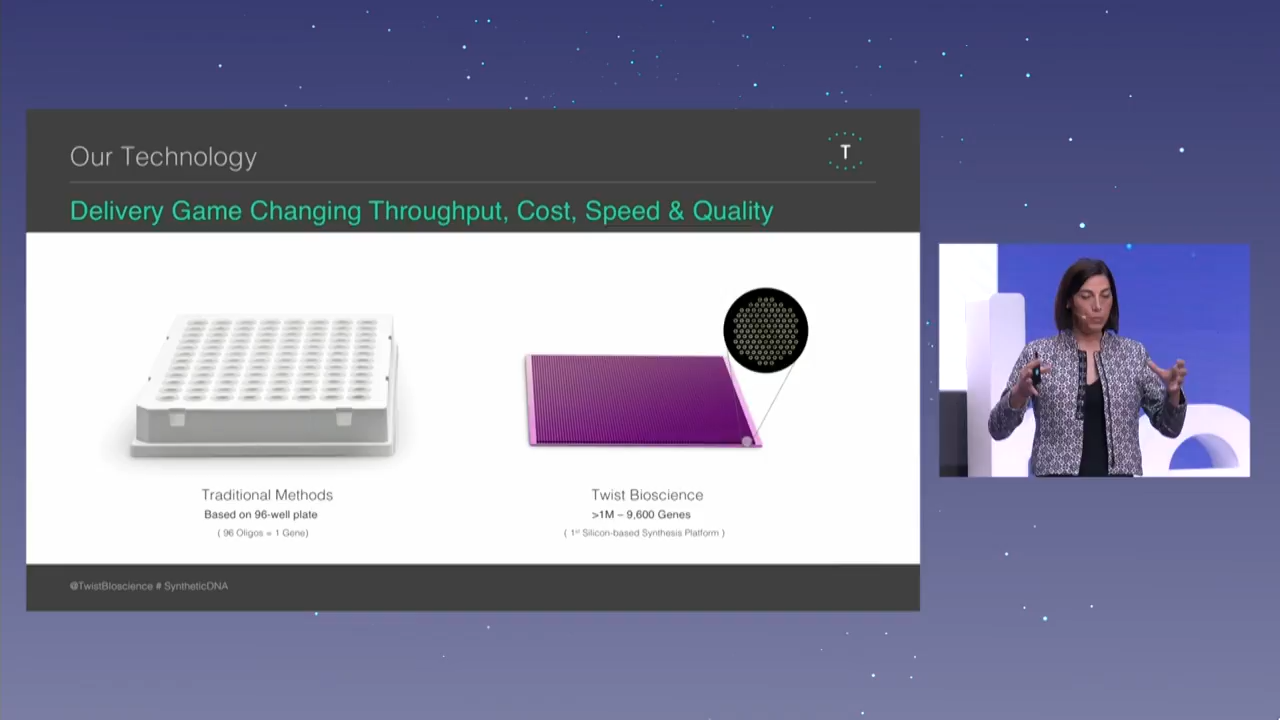 Our Technology
T
Delivery Game Changing Throughput, Cost, Speed & Quality
Traditional Methods
Based on 96-well plate
( 96 Oligos = 1 Gene)
Twist Bioscience
>1M – 9,600 Genes
( 1st Silicon-based Synthesis Platform )
@TwistBIoscience # SyntheticDNA